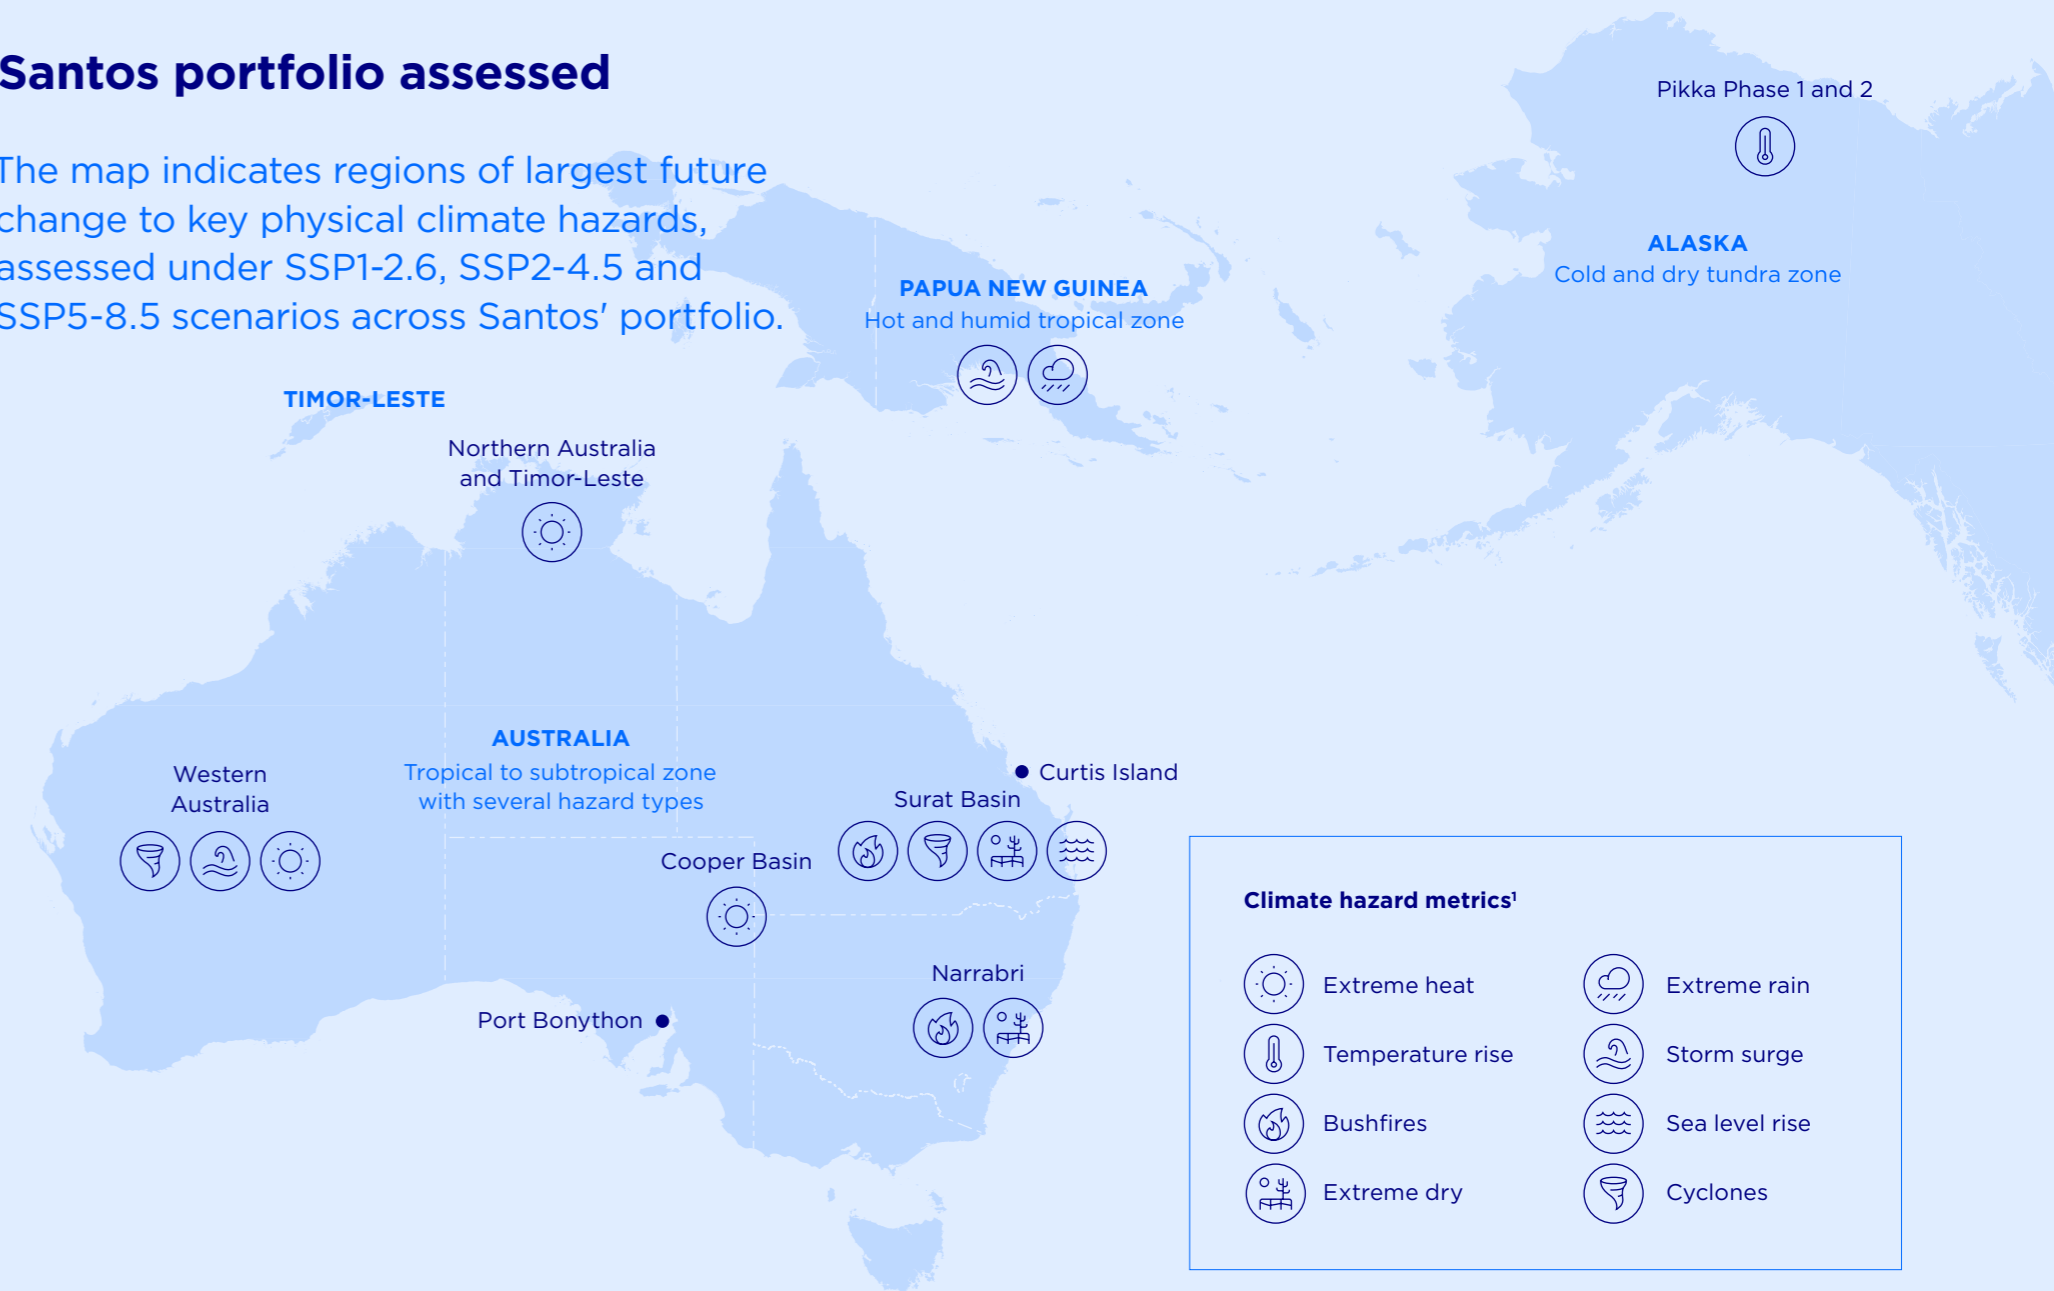 Santos portfolio assessed
The map indicates regions of largest future
change to key physical climate hazards,
assessed under SSP1-2.6, SSP2-4.5 and
SSP5-8.5 scenarios across Santos' portfolio.
Pikka Phase 1 and 2
ALASKA
Cold and dry tundra zone
PAPUA NEW GUINEA
Hot and humid tropical zone
TIMOR-LESTE
Northern Australia
and Timor-Leste
AUSTRALIA
Tropical to subtropical zone
with several hazard types
Western
Australia
Curtis Island
Surat Basin
Cooper Basin
Narrabri
Port Bonython
Climate hazard metrics¹
Extreme heat
Temperature rise
Bushfires
Extreme dry
Extreme rain
Storm surge
Sea level rise
Cyclones